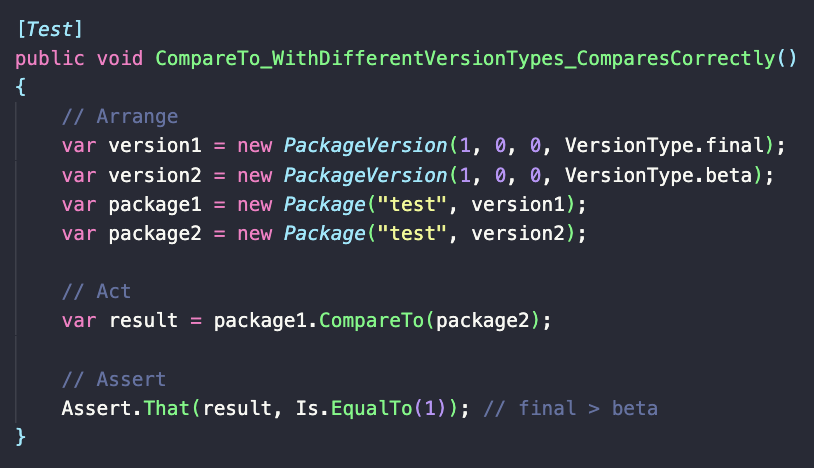 [Test]
public void CompareTo_WithDifferentVersionTypes_ComparesCorrectly()
{
    // Arrange
    var version1 = new PackageVersion(1, 0, 0, VersionType.final);
    var version2 = new PackageVersion(1, 0, 0, VersionType.beta);
    var package1 = new Package("test", version1);
    var package2 = new Package("test", version2);

    // Act
    var result = package1.CompareTo(package2);

    // Assert
    Assert.That(result, Is.EqualTo(1)); // final > beta
}